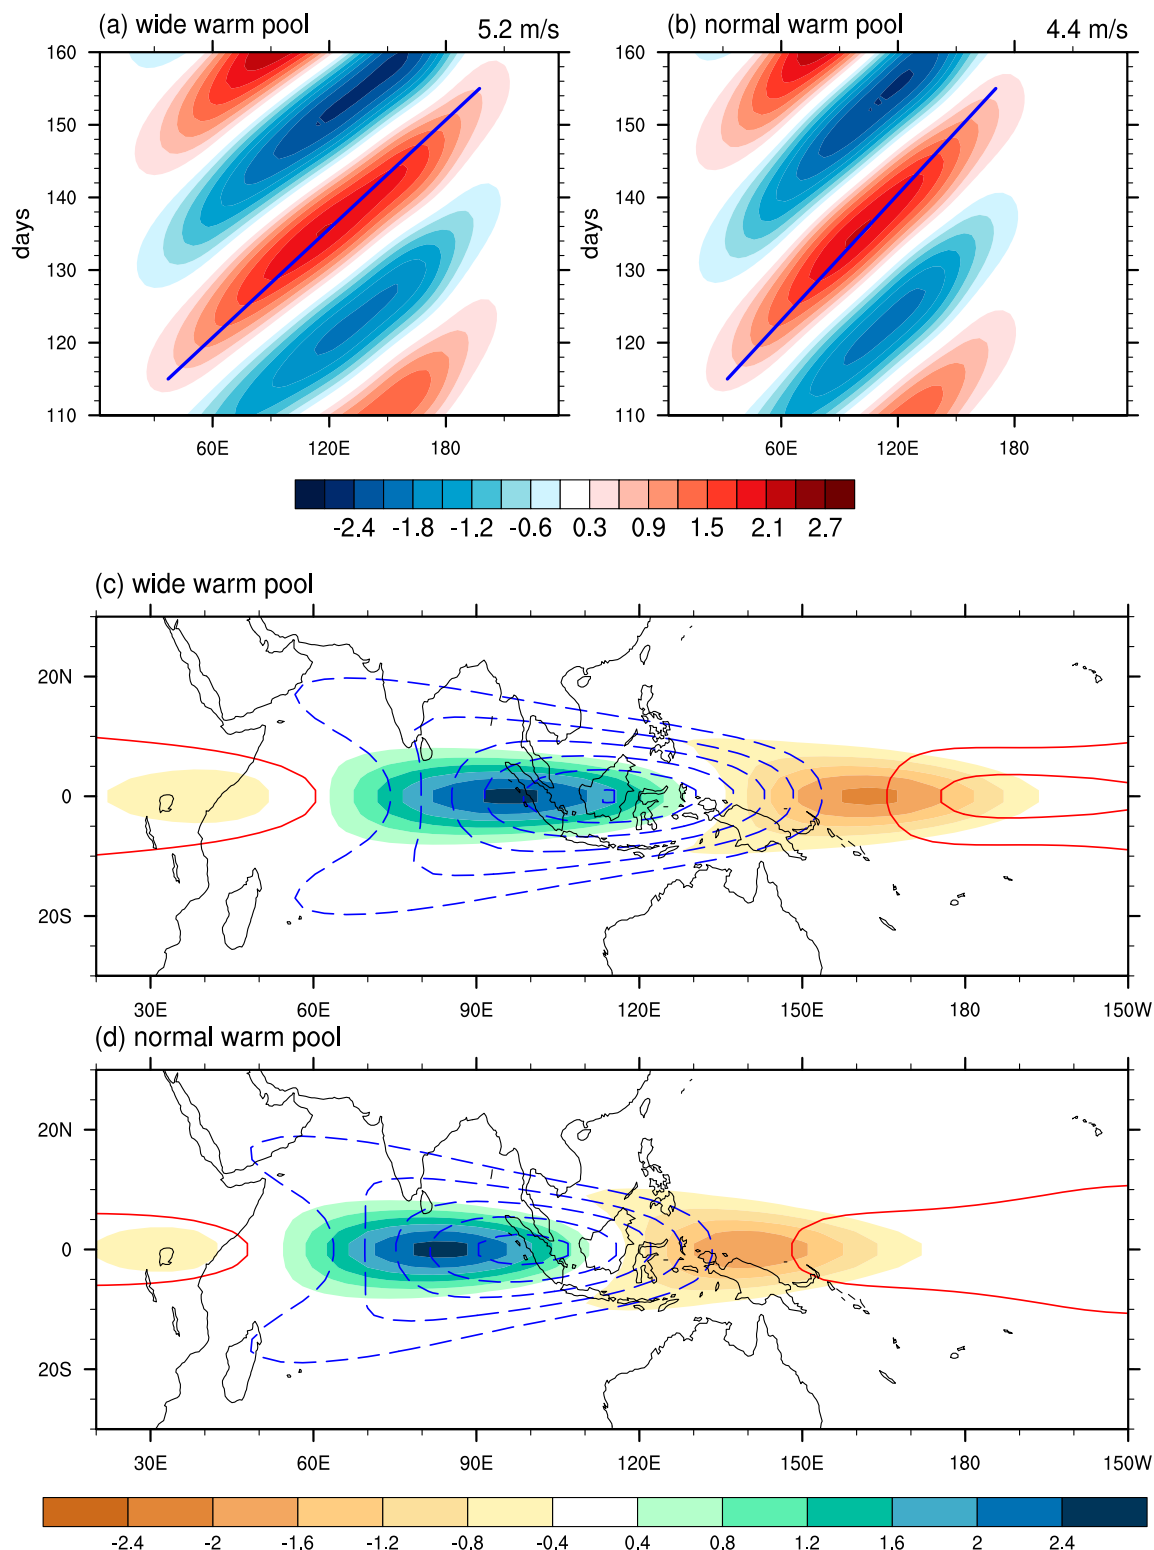 (a) wide warm pool 5.2 m/s
(b) normal warm pool 4.4 m/s
160
150
140
130
120
110
days
60E 120E 180
160
150
140
130
120
110
days
60E 120E 180
-2.4 -1.8 -1.2 -0.6 0.3 0.9 1.5 2.1 2.7
(c) wide warm pool
20N
0
20S
30E 60E 90E 120E 150E 180 150W
(d) normal warm pool
20N
0
20S
30E 60E 90E 120E 150E 180 150W
-2.4 -2 -1.6 -1.2 -0.8 -0.4 0.4 0.8 1.2 1.6 2 2.4